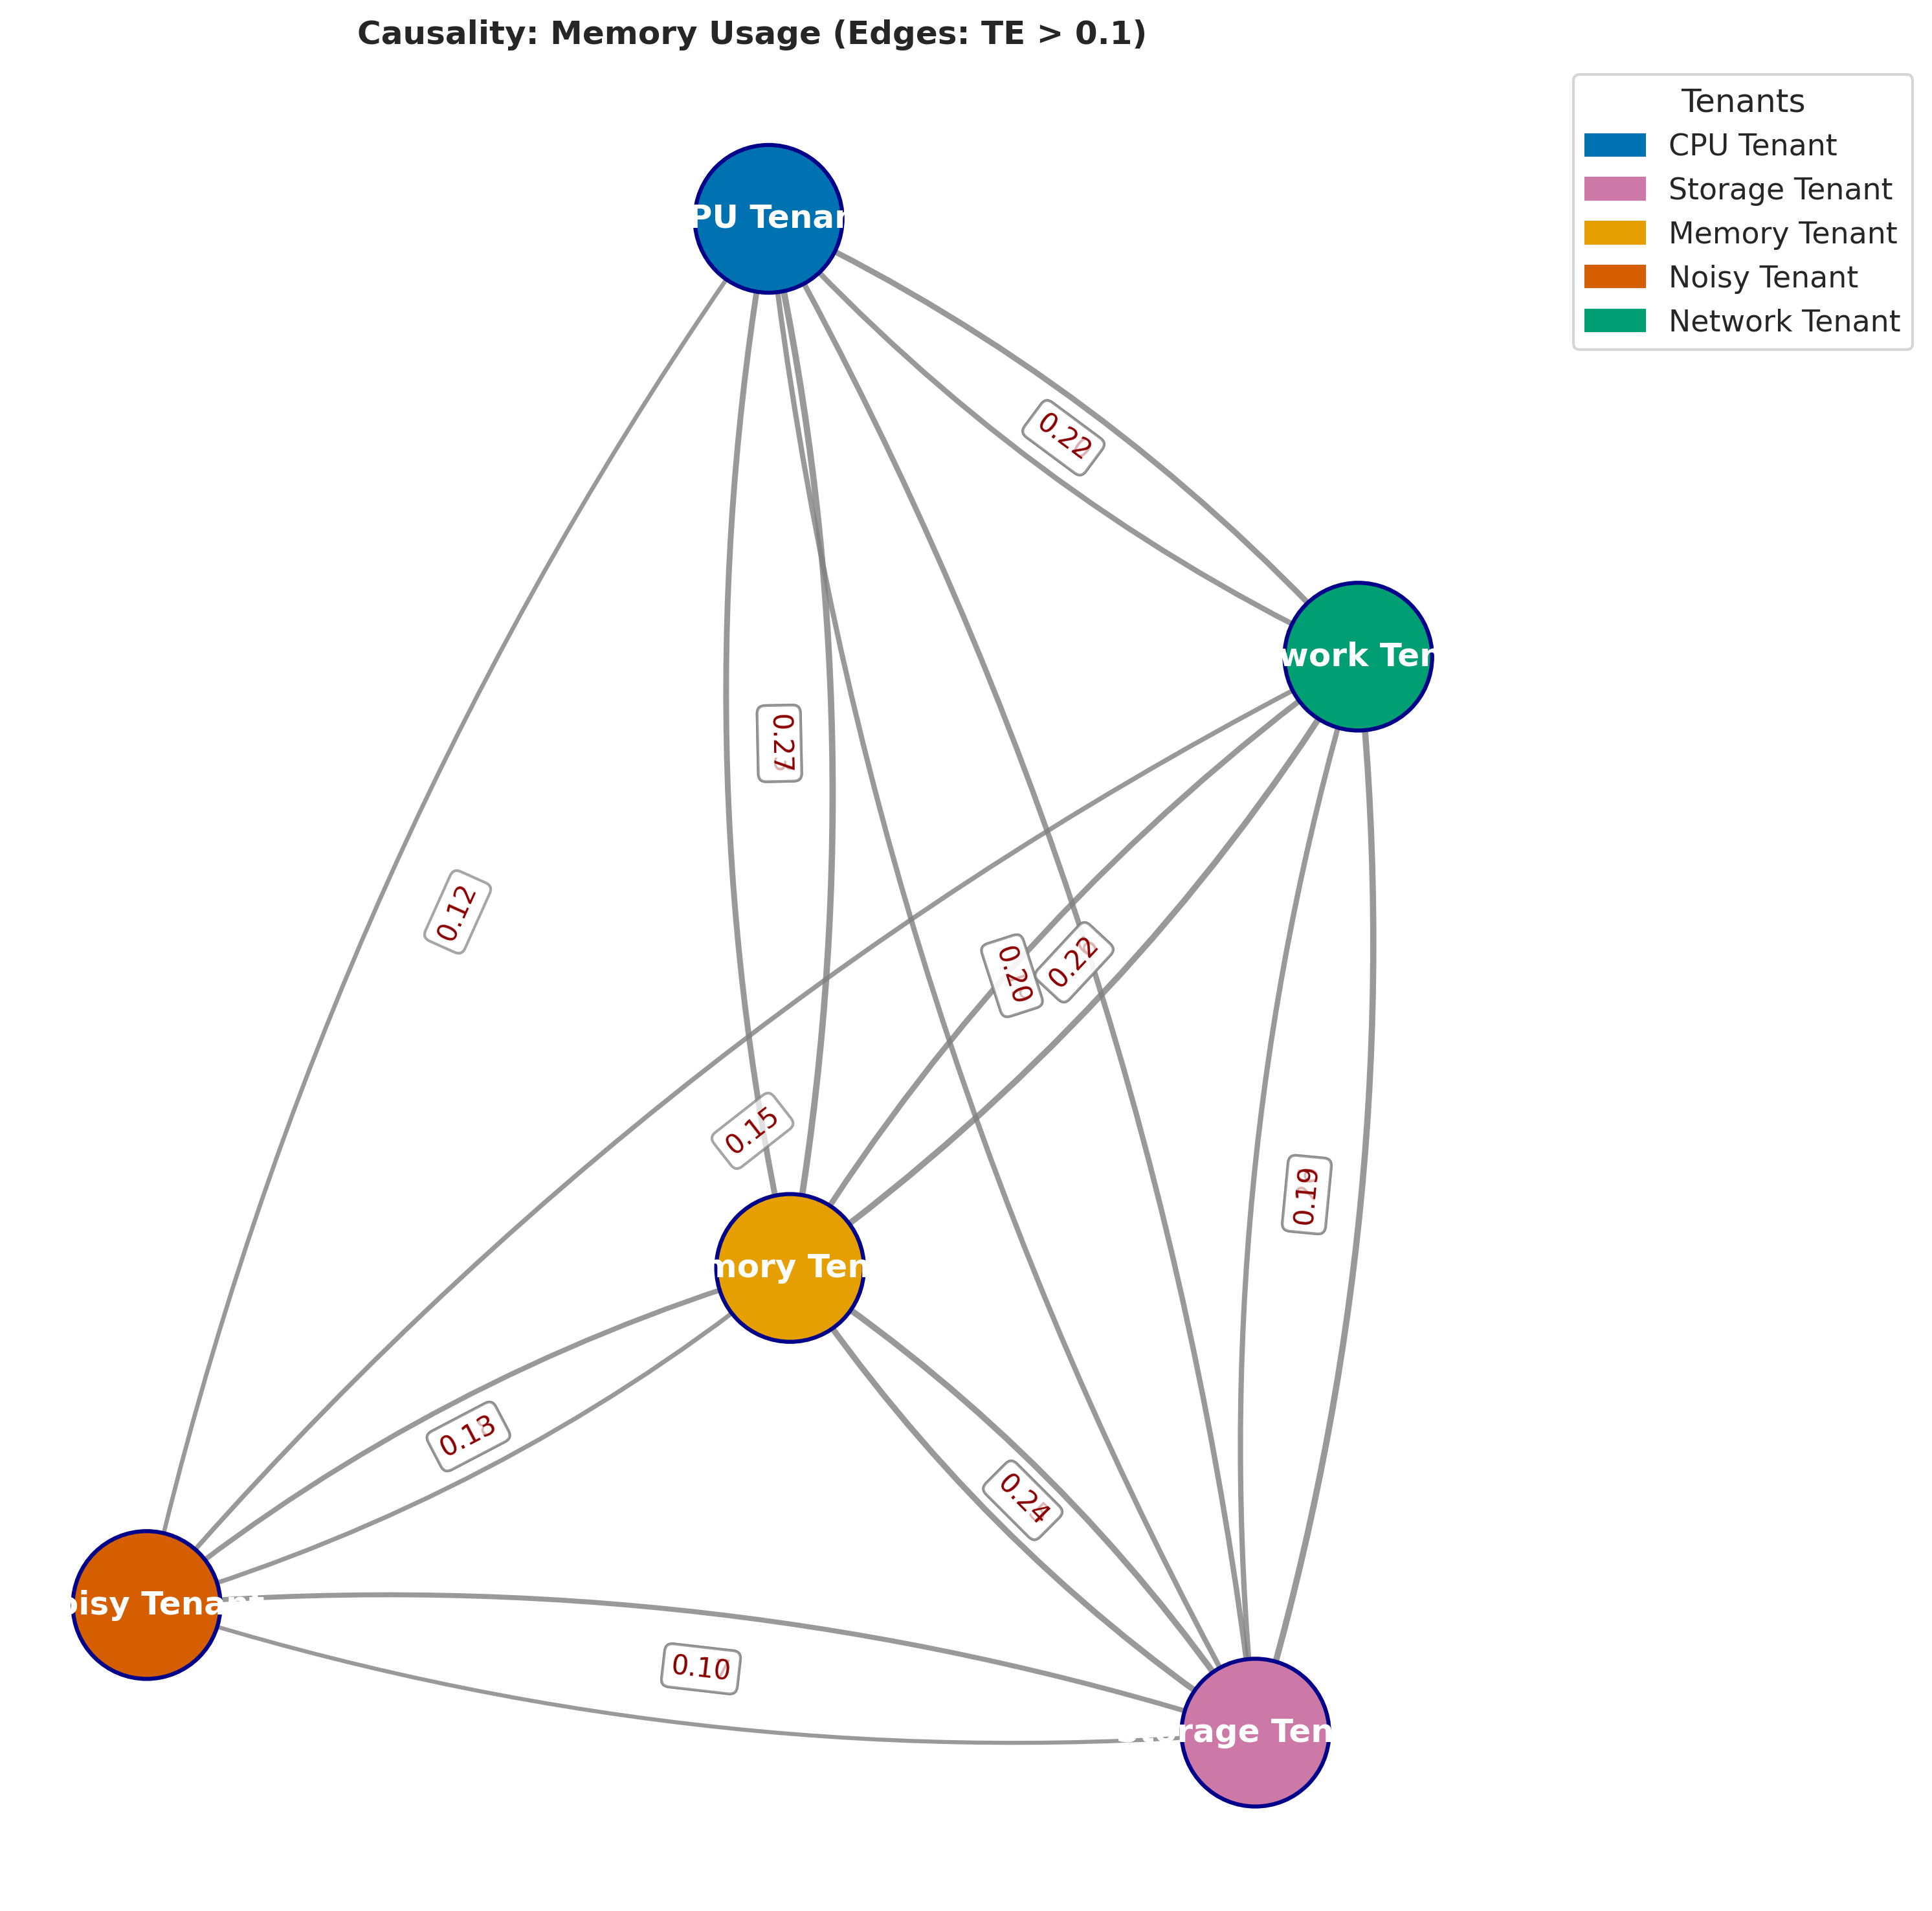 Causality: Memory Usage (Edges: TE > 0.1)
Tenants
CPU Tenant
Storage Tenant
Memory Tenant
Noisy Tenant
Network Tenant
PU Tenar
0.22
work Ten
0.27
0.12
0.20
0.22
0.15
0.19
mory Ten
0.13
0.24
oisy Tenant
0.10
Storage Ten